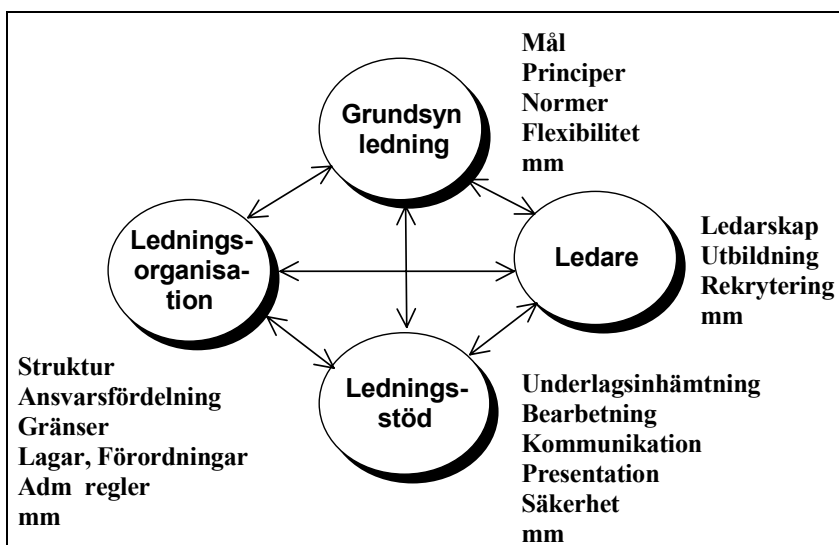 Mål
Principer
Normer
Flexibilitet
mm
Grundsyn
ledning
Lednings-
organisa-
tion
Ledare
Ledarskap
Utbildning
Rekrytering
mm
Struktur
Ansvarsfördelning
Gränser
Lagar, Förordningar
Adm regler
mm
Lednings-
stöd
Underlagsinhämtning
Bearbetning
Kommunikation
Presentation
Säkerhet
mm